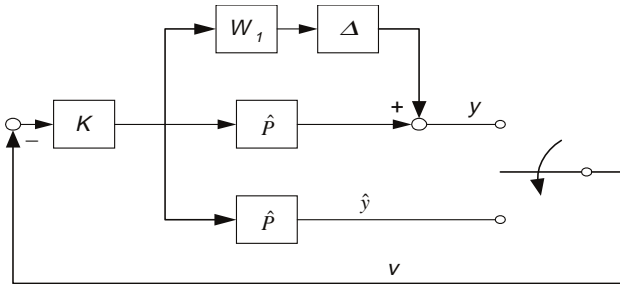 W₁ Δ
K P̂ + y
−
P̂ ŷ
v